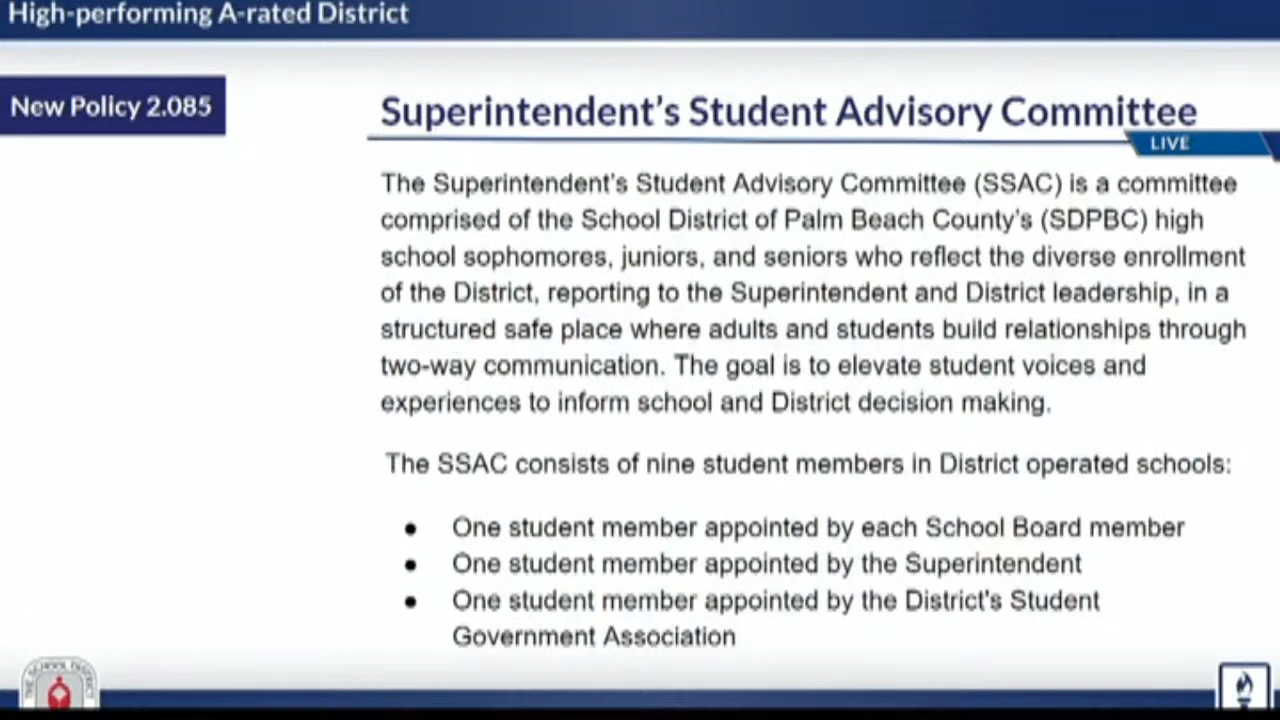 High-performing A-rated District
New Policy 2.085
Superintendent's Student Advisory Committee
LIVE
The Superintendent's Student Advisory Committee (SSAC) is a committee
comprised of the School District of Palm Beach County's (SDPBC) high
school sophomores, juniors, and seniors who reflect the diverse enrollment
of the District, reporting to the Superintendent and District leadership, in a
structured safe place where adults and students build relationships through
two-way communication. The goal is to elevate student voices and
experiences to inform school and District decision making.
The SSAC consists of nine student members in District operated schools:
● One student member appointed by each School Board member
● One student member appointed by the Superintendent
● One student member appointed by the District's Student
Government Association
THE SCHOOL DISTRICT